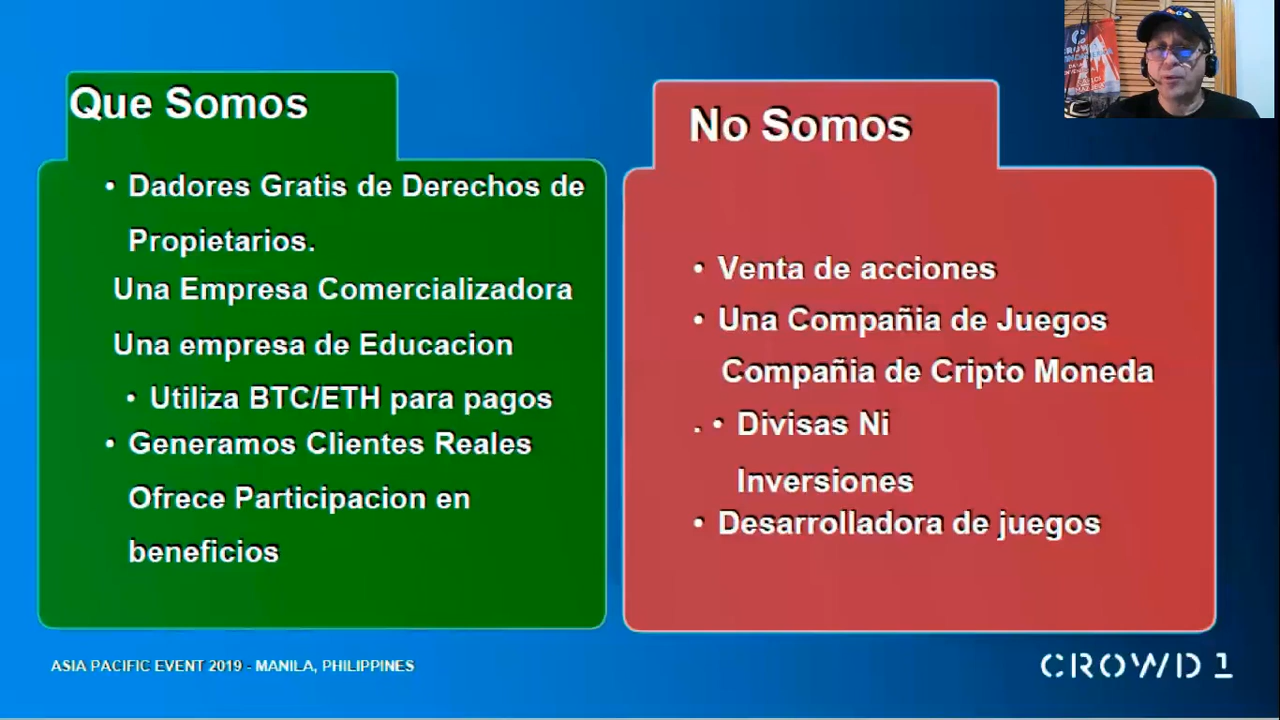 Que Somos
• Dadores Gratis de Derechos de
Propietarios.
Una Empresa Comercializadora
Una empresa de Educacion
• Utiliza BTC/ETH para pagos
• Generamos Clientes Reales
Ofrece Participacion en
beneficios
No Somos
• Venta de acciones
• Una Compañia de Juegos
Compañia de Cripto Moneda
. • Divisas Ni
Inversiones
• Desarrolladora de juegos
ASIA PACIFIC EVENT 2019 - MANILA, PHILIPPINES
CROWD 1